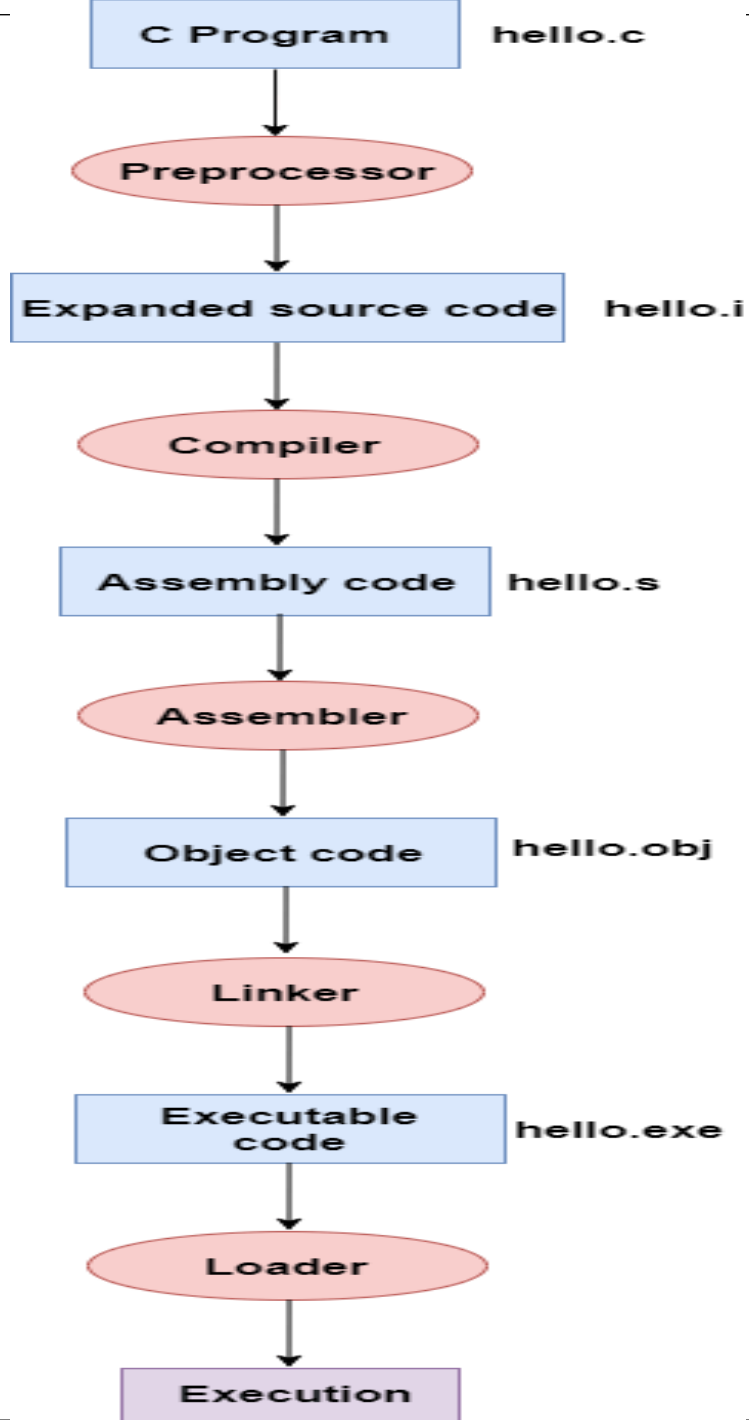 C Program hello.c
Preprocessor
Expanded source code hello.i
Compiler
Assembly code hello.s
Assembler
Object code hello.obj
Linker
Executable
code hello.exe
Loader
Execution